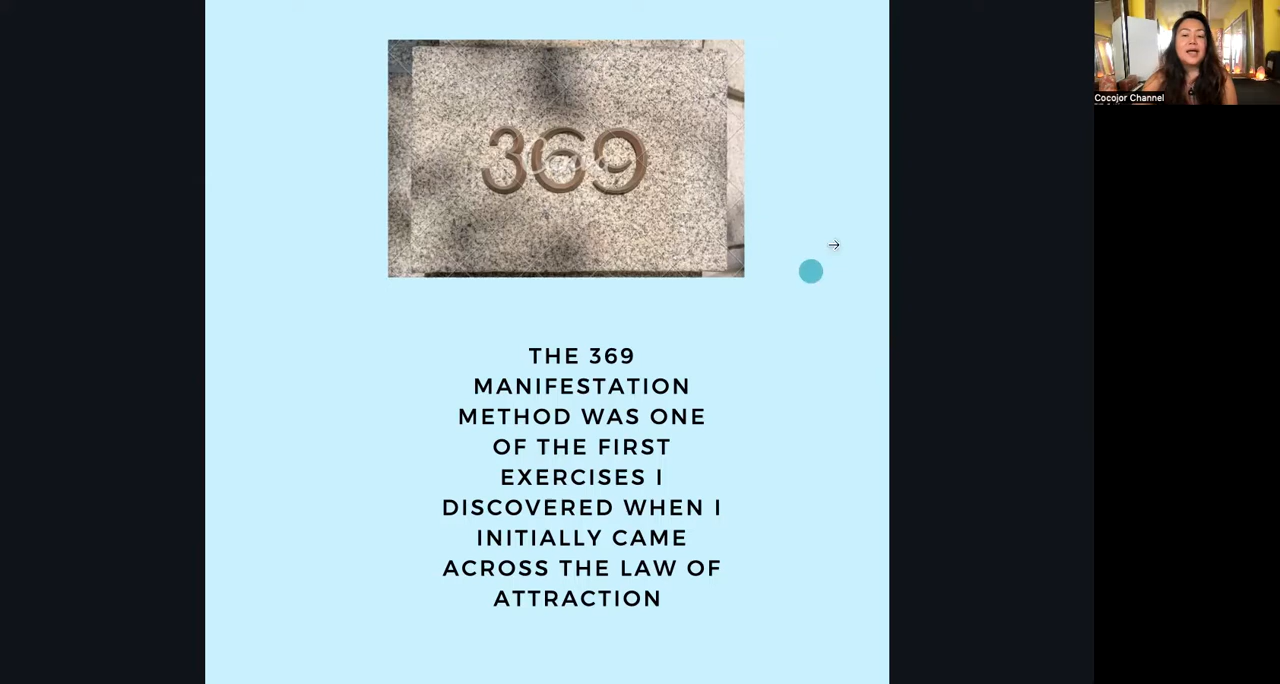 Cocojor Channel
369
THE 369
MANIFESTATION
METHOD WAS ONE
OF THE FIRST
EXERCISES I
DISCOVERED WHEN I
INITIALLY CAME
ACROSS THE LAW OF
ATTRACTION